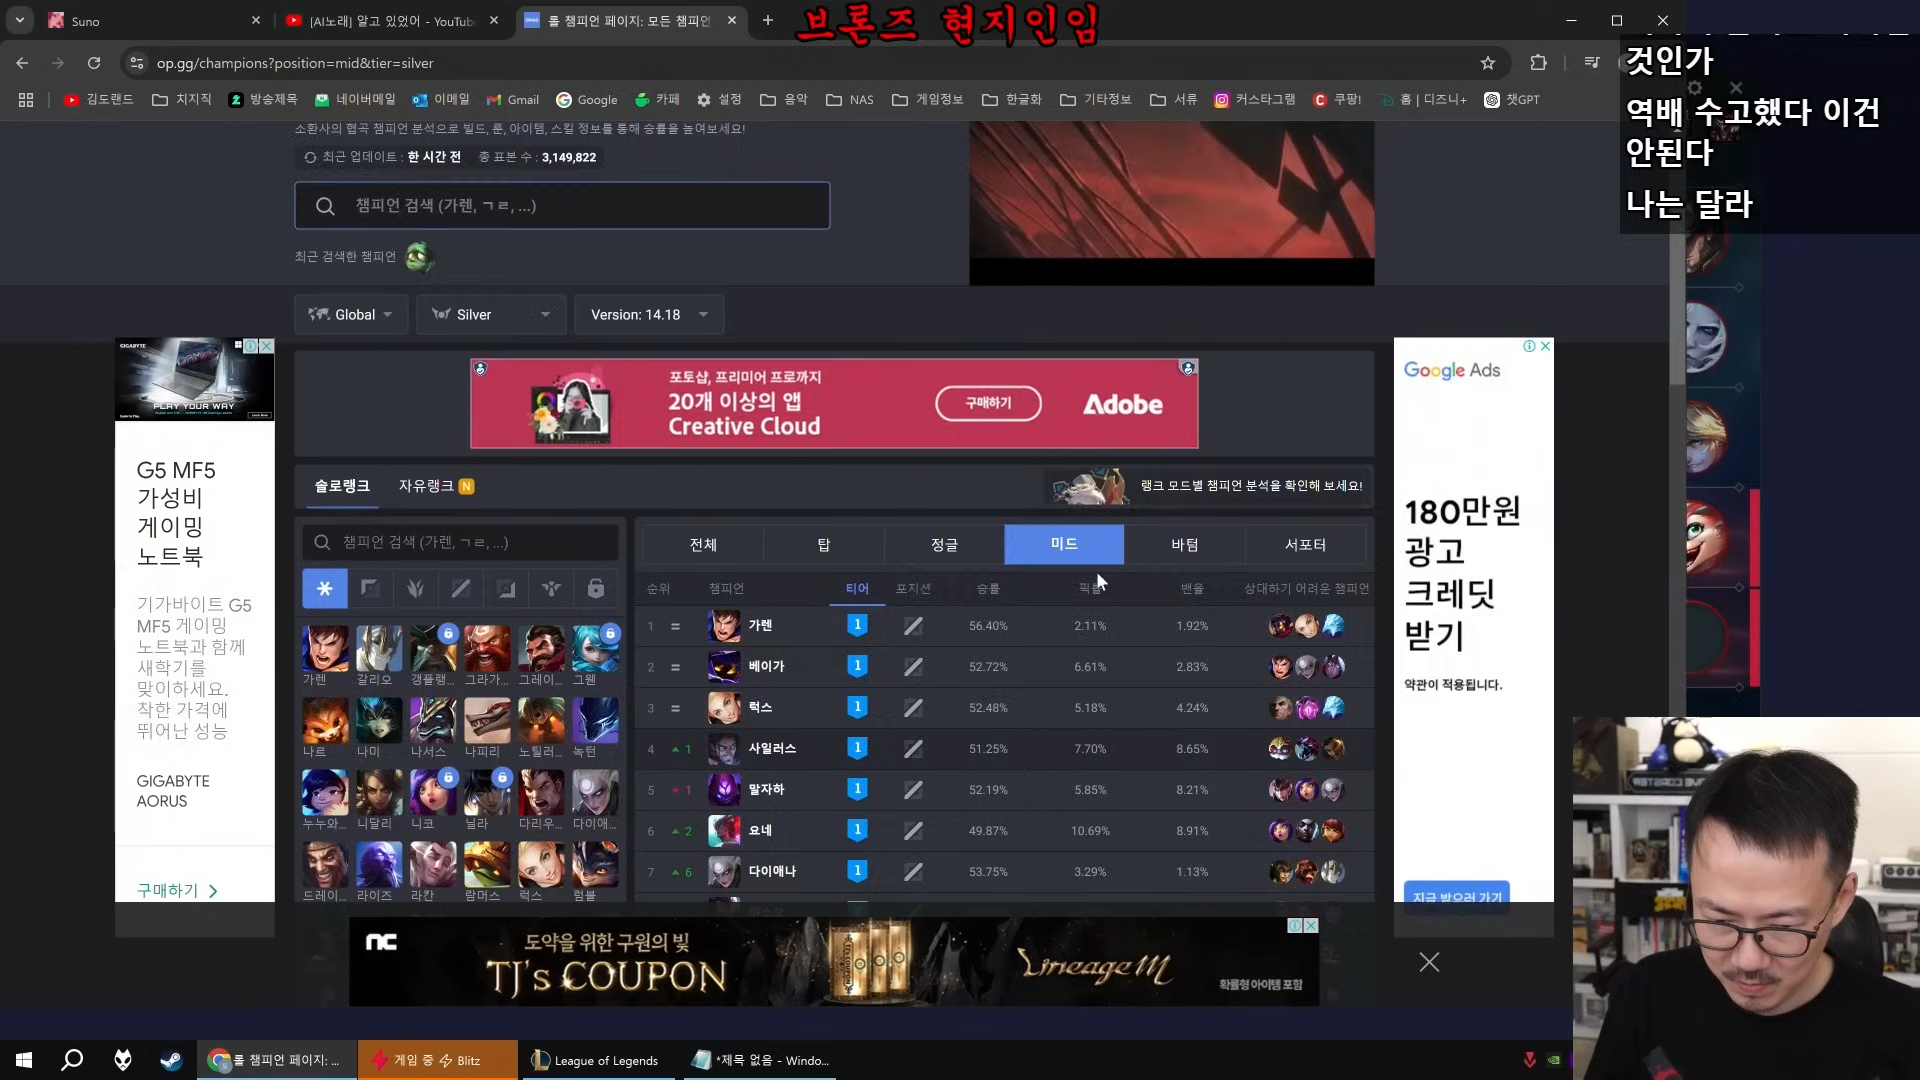 Suno
[AI노래] 알고 있었어 - YouTub
롤 챔피언 페이지: 모든 챔피언
브론즈 현지인임
op.gg/champions?position=mid&tier=silver
김도랜드
치지직
방송제목
네이버메일
이메일
Gmail
Google
카페
설정
음악
NAS
게임정보
한글화
기타정보
서류
커스타그램
쿠팡!
홈 | 디즈니+
챗GPT
것인가
역배 수고했다 이건
안된다
나는 달라
소환사의 협곡 챔피언 분석으로 빌드, 룬, 아이템, 스킬 정보를 통해 승률을 높여보세요!
최근 업데이트 : 한 시간 전 총 표본 수 : 3,149,822
챔피언 검색 (가렌, ㄱㄹ, ...)
최근 검색한 챔피언
Global
Silver
Version: 14.18
GIGABYTE
PLAY YOUR WAY
G5 MF5
가성비
게이밍
노트북
기가바이트 G5
MF5 게이밍
노트북과 함께
새학기를
맞이하세요.
착한 가격에
뛰어난 성능
GIGABYTE
AORUS
구매하기
포토샵, 프리미어 프로까지
20개 이상의 앱
Creative Cloud
구매하기
Adobe
솔로랭크
자유랭크 N
랭크 모드별 챔피언 분석을 확인해 보세요!
챔피언 검색 (가렌, ㄱㄹ, ...)
가렌 갈리오 갱플랭... 그라가... 그레이... 그웬
나르 나미 나서스 나피리 노틸러... 녹턴
누누와... 니달리 니코 닐라 다리우... 다이애...
드레이... 라이즈 라칸 람머스 럭스 럼블
전체 탑 정글 미드 바텀 서포터
순위 챔피언 티어 포지션 승률 픽률 밴율 상대하기 어려운 챔피언
1 = 가렌 1 56.40% 2.11% 1.92%
2 = 베이가 1 52.72% 6.61% 2.83%
3 = 럭스 1 52.48% 5.18% 4.24%
4 1 사일러스 1 51.25% 7.70% 8.65%
5 1 말자하 1 52.19% 5.85% 8.21%
6 2 요네 1 49.87% 10.69% 8.91%
7 6 다이애나 1 53.75% 3.29% 1.13%
Google Ads
180만원
광고
크레딧
받기
약관이 적용됩니다.
지금 받으러 가기
nc
도약을 위한 구원의 빛
TJ's COUPON
Lineage M
확률형 아이템 포함
롤 챔피언 페이지: ...
게임 중 Blitz
League of Legends
*제목 없음 - Windo...